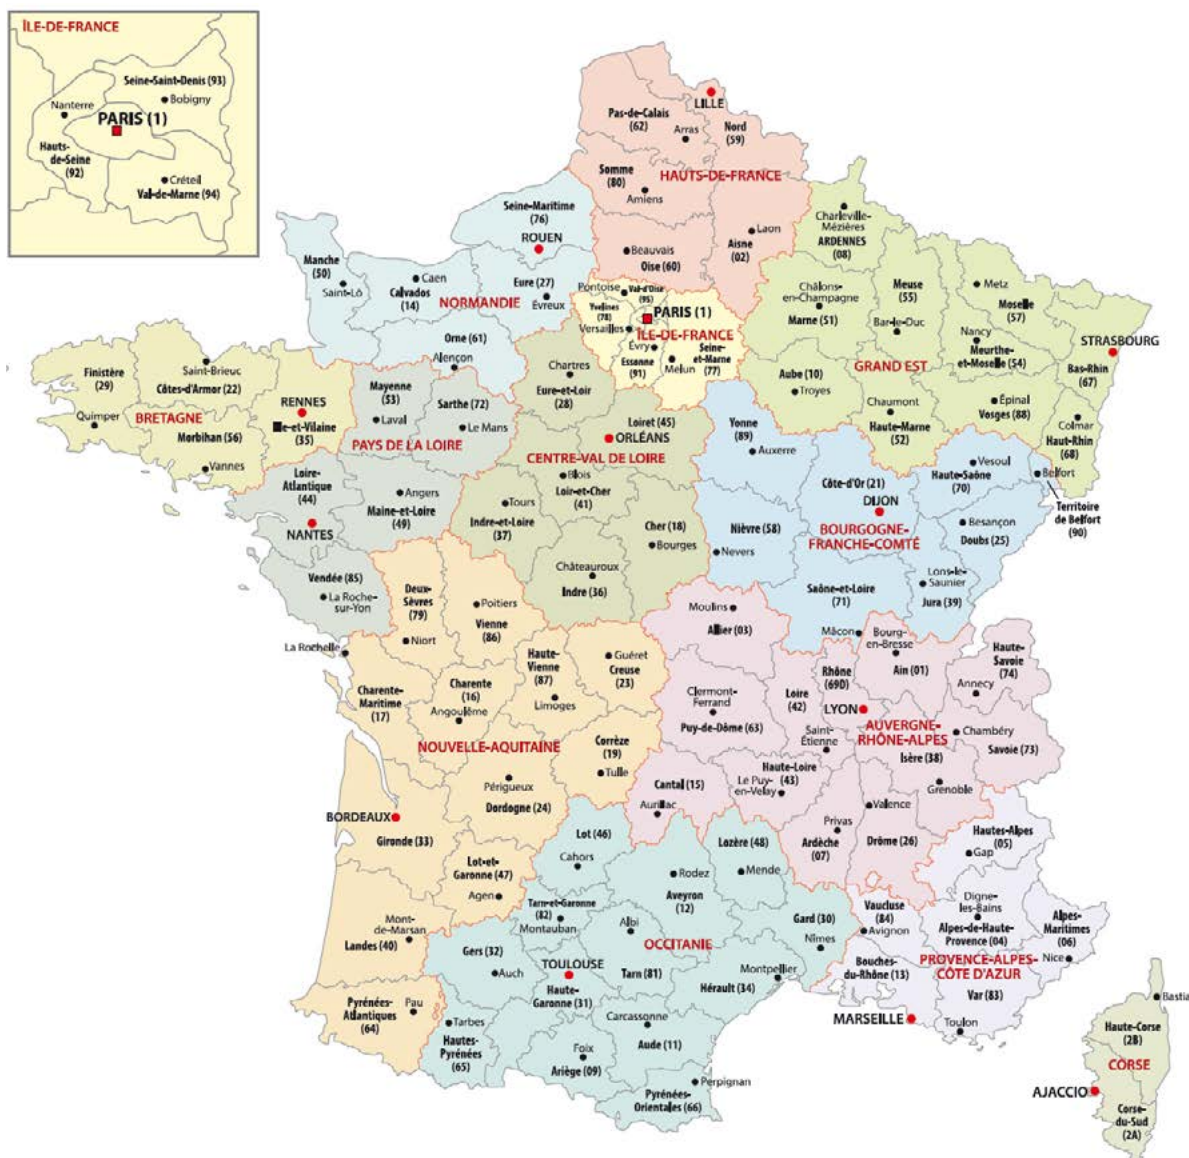 ÎLE-DE-FRANCE
Seine-Saint-Denis (93)
Bobigny
Nanterre
PARIS (1)
Hauts-
de-Seine
(92)
Créteil
Val-de-Marne (94)
LILLE
Pas-de-Calais
(62)
Arras
Nord
(59)
Somme
(80)
HAUTS-DE-FRANCE
Amiens
Laon
Aisne
(02)
Beauvais
Oise (60)
Seine-Maritime
(76)
ROUEN
Manche
(50)
Saint-Lô
Caen
Calvados
(14)
NORMANDIE
Eure (27)
Évreux
Orne (61)
Alençon
Pontoise
Val-d'Oise
(95)
Yvelines
(78)
Versailles
PARIS (1)
ÎLE-DE-FRANCE
Évry
Essonne
(91)
Melun
Seine-
et-Marne
(77)
Charleville-
Mézières
ARDENNES
(08)
Châlons-
en-Champagne
Marne (51)
Meuse
(55)
Bar-le-Duc
Metz
Moselle
(57)
Nancy
Meurthe-
et-Moselle (54)
STRASBOURG
Bas-Rhin
(67)
GRAND EST
Aube (10)
Troyes
Chaumont
Haute-Marne
(52)
Épinal
Vosges (88)
Colmar
Haut-Rhin
(68)
Finistère
(29)
Quimper
Saint-Brieuc
Côtes-d'Armor (22)
BRETAGNE
Morbihan (56)
Vannes
RENNES
Ille-et-Vilaine
(35)
Mayenne
(53)
Laval
Sarthe (72)
Le Mans
PAYS DE LA LOIRE
Loire-
Atlantique
(44)
NANTES
Angers
Maine-et-Loire
(49)
Vendée (85)
La Roche-
sur-Yon
Chartres
Eure-et-Loir
(28)
Loiret (45)
ORLÉANS
CENTRE-VAL DE LOIRE
Blois
Loir-et-Cher
(41)
Tours
Indre-et-Loire
(37)
Cher (18)
Bourges
Châteauroux
Indre (36)
Yonne
(89)
Auxerre
Côte-d'Or (21)
DIJON
BOURGOGNE-
FRANCHE-COMTÉ
Nièvre (58)
Nevers
Saône-et-Loire
(71)
Mâcon
Vesoul
Haute-Saône
(70)
Belfort
Territoire
de Belfort
(90)
Besançon
Doubs (25)
Lons-le-
Saunier
Jura (39)
Deux-
Sèvres
(79)
Niort
Poitiers
Vienne
(86)
La Rochelle
Charente-
Maritime
(17)
Charente
(16)
Angoulême
Haute-
Vienne
(87)
Limoges
Guéret
Creuse
(23)
Corrèze
(19)
Tulle
NOUVELLE-AQUITAINE
Périgueux
Dordogne (24)
BORDEAUX
Gironde (33)
Lot-et
Garonne (47)
Agen
Mont-
de-Marsan
Landes (40)
Pyrénées-
Atlantiques
(64)
Pau
Moulins
Allier (03)
Clermont-
Ferrand
Puy-de-Dôme (63)
Loire
(42)
Saint-
Étienne
Rhône
(69D)
LYON
Bourg-
en-Bresse
Ain (01)
Haute-
Savoie
(74)
Annecy
AUVERGNE-
RHÔNE-ALPES
Chambéry
Savoie (73)
Isère (38)
Grenoble
Cantal (15)
Aurillac
Haute-Loire
(43)
Le Puy-
en-Velay
Privas
Ardèche
(07)
Valence
Drôme (26)
Lot (46)
Cahors
Lozère (48)
Mende
Rodez
Aveyron
(12)
Tarn-et-Garonne
(82)
Montauban
Albi
Tarn (81)
OCCITANIE
Gard (30)
Nîmes
Gers (32)
Auch
TOULOUSE
Haute-
Garonne (31)
Montpellier
Hérault (34)
Tarbes
Hautes-
Pyrénées
(65)
Carcassonne
Aude (11)
Foix
Ariège (09)
Perpignan
Pyrénées-
Orientales (66)
Hautes-Alpes
(05)
Gap
Vaucluse
(84)
Avignon
Digne-
les-Bains
Alpes-de-Haute-
Provence (04)
Alpes-
Maritimes
(06)
Nice
Bouches-
du-Rhône (13)
PROVENCE-ALPES-
CÔTE D'AZUR
MARSEILLE
Var (83)
Toulon
Bastia
Haute-Corse
(2B)
CORSE
AJACCIO
Corse-
du-Sud
(2A)